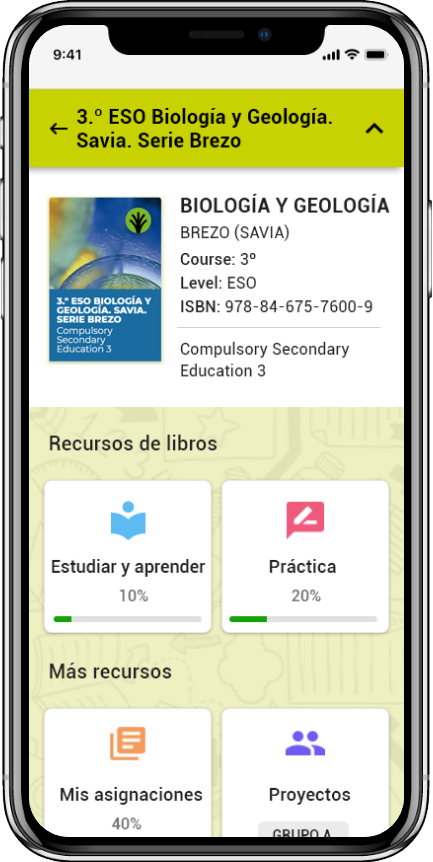 9:41
3.º ESO Biología y Geología.
Savia. Serie Brezo
BIOLOGÍA Y GEOLOGÍA
BREZO (SAVIA)
Course: 3º
Level: ESO
ISBN: 978-84-675-7600-9
Compulsory Secondary
Education 3
3.º ESO BIOLOGÍA Y
GEOLOGÍA. SAVIA.
SERIE BREZO
Compulsory
Secondary
Education 3
Recursos de libros
Estudiar y aprender
10%
Práctica
20%
Más recursos
Mis asignaciones
40%
Proyectos
GRUPO A